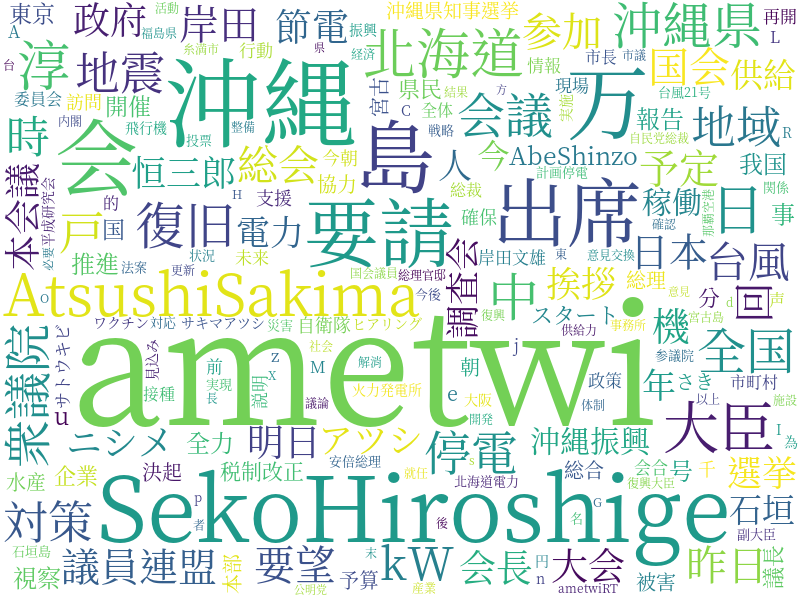 東京
政府
岸田
節電
活動
振興
経済
沖縄県知事選挙
参加
沖縄県
再開
A
福島県
糸満市
行動
北海道
情報
市長
市議
国会
供給
L
台
淳
地震
沖縄
県
万
委員会
訪問
開催
宮古
県民
C
全体
結果
方
現場
実施
台風21号
内閣
飛行機
整備
投票
戦略
会議
報告
地域
R
時
会
恒三郎
総会
今朝
協力
島
総裁
人
今
AbeShinzo
自民党総裁
計画停電
予定
我国
関係
本会議
必要
平成研究会
戸
的
国
H
復旧
支援
電力
要請
確保
出席
稼働
日
那覇空港
事
確認
推進
法案
状況
更新
未来
国会議員
総理官邸
岸田文雄
東
意見交換
日本
台風
o
AtsushiSakima
今後
調査会
中
挨拶
総理
分
d
回
声
衆議院
サトウキビ
ワクチン
対応
サキマアツシ
災害
自衛隊
ヒアリング
復興
スタート
供給力
事務所
機
意見
宮古島
参議院
全国
見込み
前
z
x
社会
M
解消
ametwi
j
朝
e
大阪
政策
年
さき
市町村
u
ニシメ
接種
実現
長
説明
議論
火力発電所
開発
体制
以上
施設
I
為
水産
企業
全力
明日
アツシ
停電
沖縄振興
大臣
決起
税制改正
安倍総理
就任
s
北海道電力
総合
会合
復興大臣
号
千
選挙
p
者
SekoHiroshige
後
G
名
石垣
副大臣
対策
石垣島
視察
議員連盟
本部
要望
末
公明党
予算
kW
会長
円
n
産業
大会
ametwiRT
被害
昨日
議長